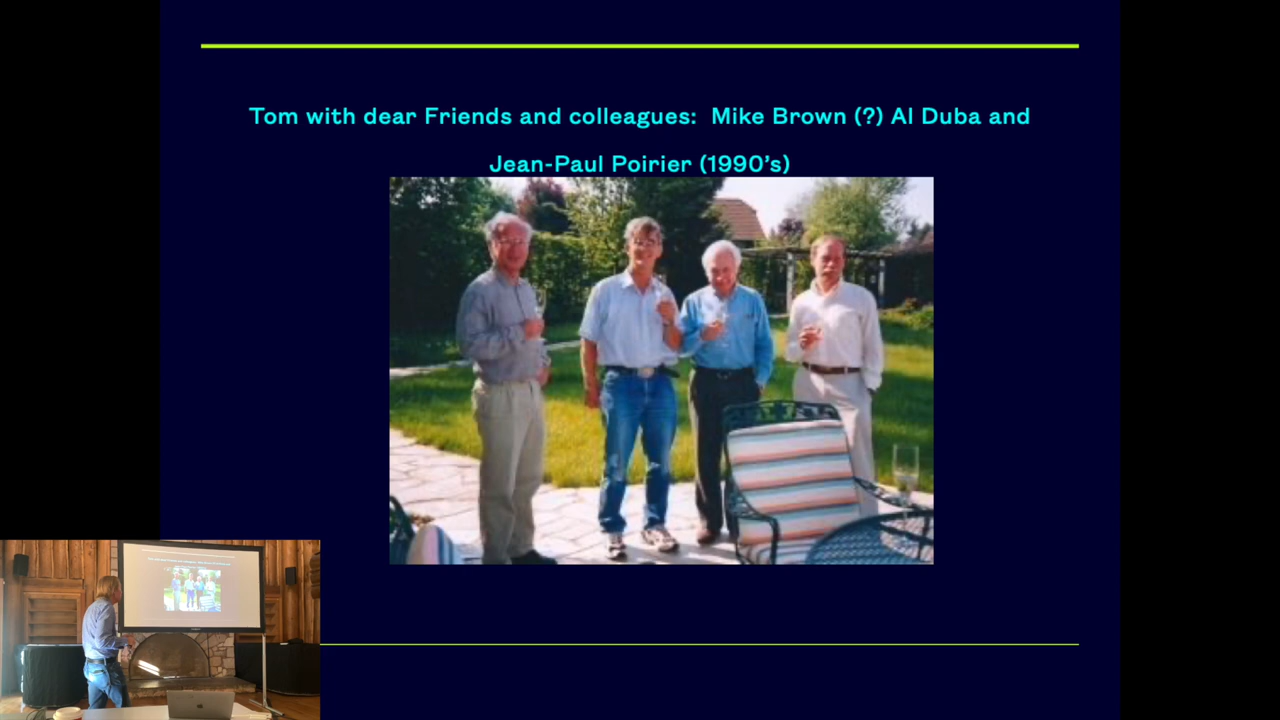 Tom with dear Friends and colleagues: Mike Brown (?) Al Duba and
Jean-Paul Poirier (1990's)